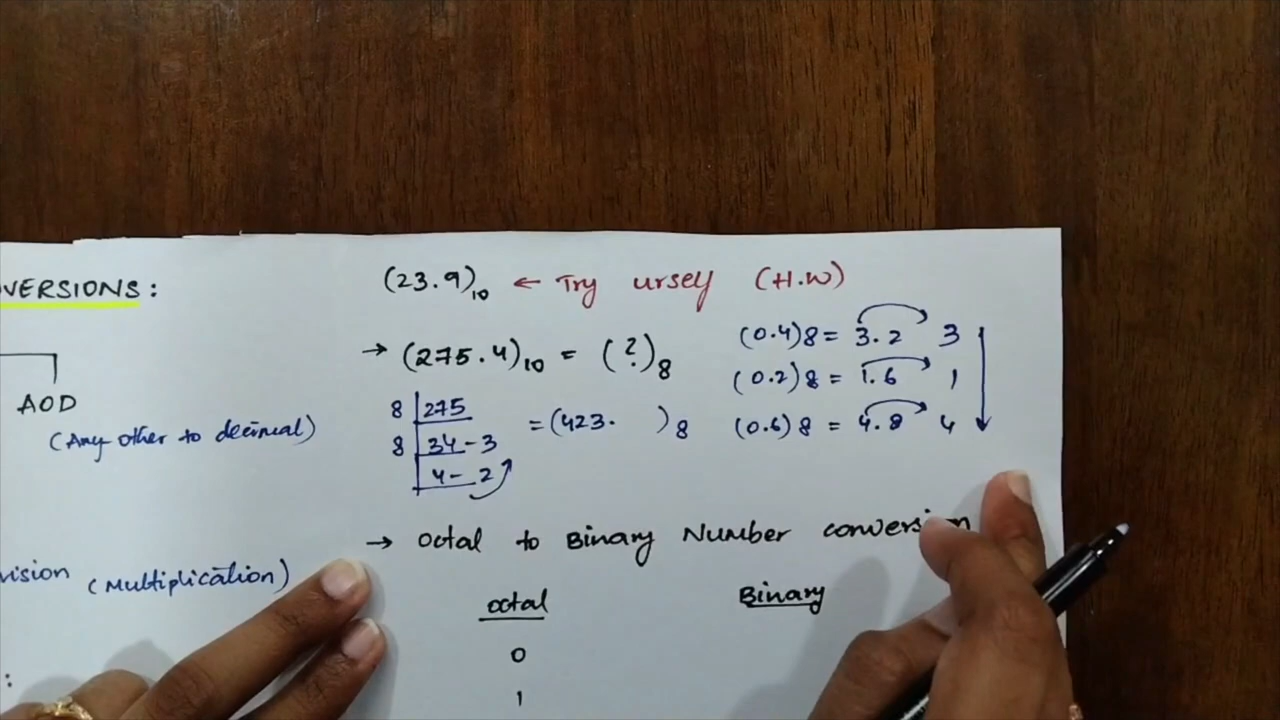 VERSIONS :
AOD
(Any other to decimal)
vision (Multiplication)
:
(23.9)10 ← Try ursely (H.W)
→ (275.4)10 = (?)8
8 275
8 34 - 3
4 - 2
= (423. )8
(0.4)8 = 3.2 3
(0.2)8 = 1.6 1
(0.6)8 = 4.8 4
→ Octal to Binary Number conversion
Octal Binary
0
1